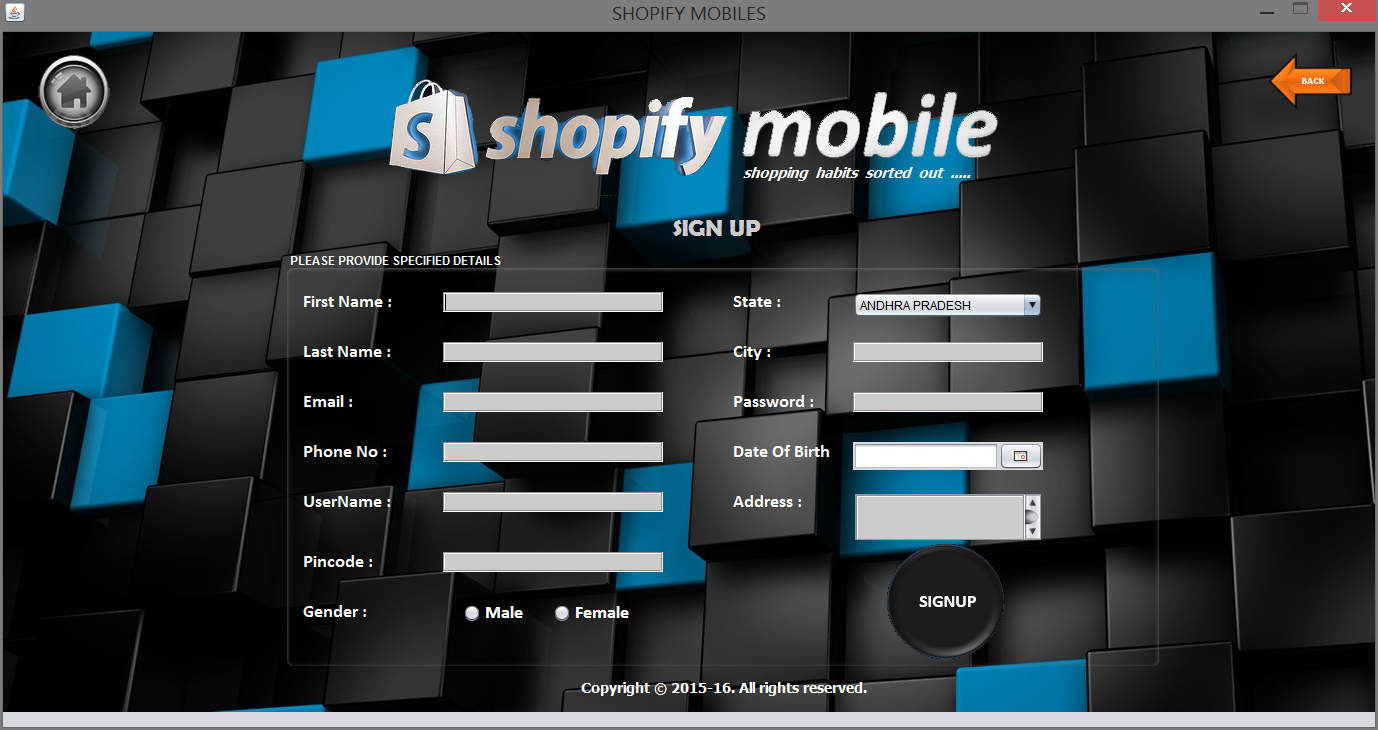 SHOPIFY MOBILES
BACK
S shopify mobile
shopping habits sorted out .....
SIGN UP
PLEASE PROVIDE SPECIFIED DETAILS
First Name :
State :
ANDHRA PRADESH
Last Name :
City :
Email :
Password :
Phone No :
Date Of Birth
UserName :
Address :
Pincode :
SIGNUP
Gender :
Male
Female
Copyright © 2015-16. All rights reserved.